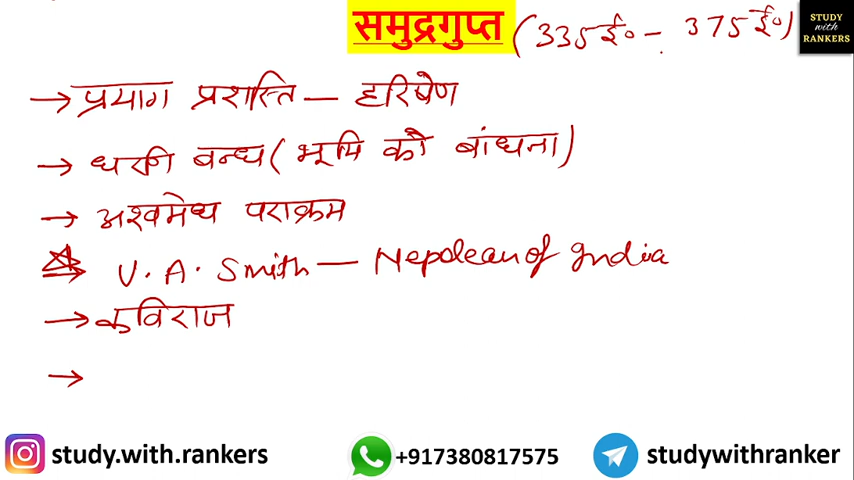 समुद्रगुप्त (335ई० - 375ई०)
STUDY
with
RANKERS
→ प्रयाग प्रशस्ति — हरिषेण
→ धरणी बन्ध (भूमि को बांधना)
→ अश्वमेध पराक्रम
→ V. A. Smith — Nepolean of India
→ कविराज
→
study.with.rankers
+917380817575
studywithranker